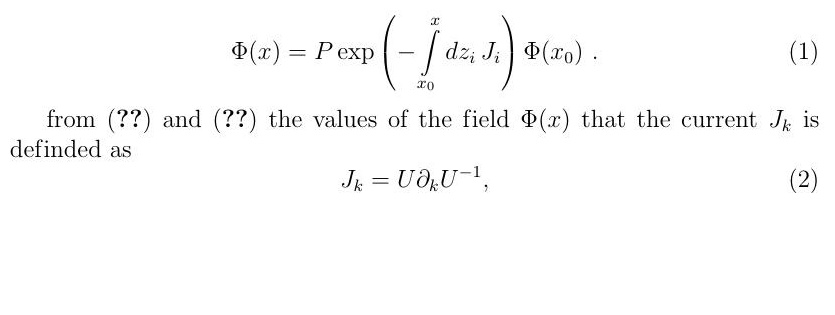 Φ(x) = P exp ( − ∫_{x_0}^{x} dz_i J_i ) Φ(x_0) . (1)
from (??) and (??) the values of the field Φ(x) that the current J_k is
definded as
J_k = U∂_kU^{−1}, (2)